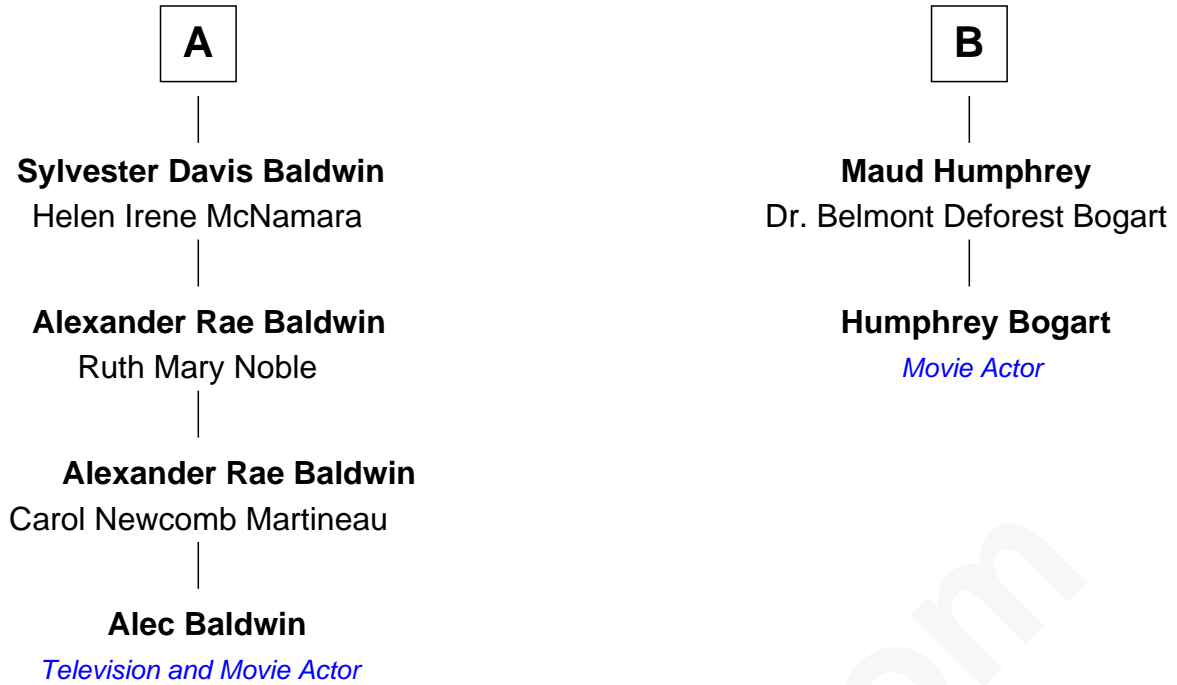 A
Sylvester Davis Baldwin
Helen Irene McNamara
Alexander Rae Baldwin
Ruth Mary Noble
Alexander Rae Baldwin
Carol Newcomb Martineau
Alec Baldwin
Television and Movie Actor
B
Maud Humphrey
Dr. Belmont Deforest Bogart
Humphrey Bogart
Movie Actor
om